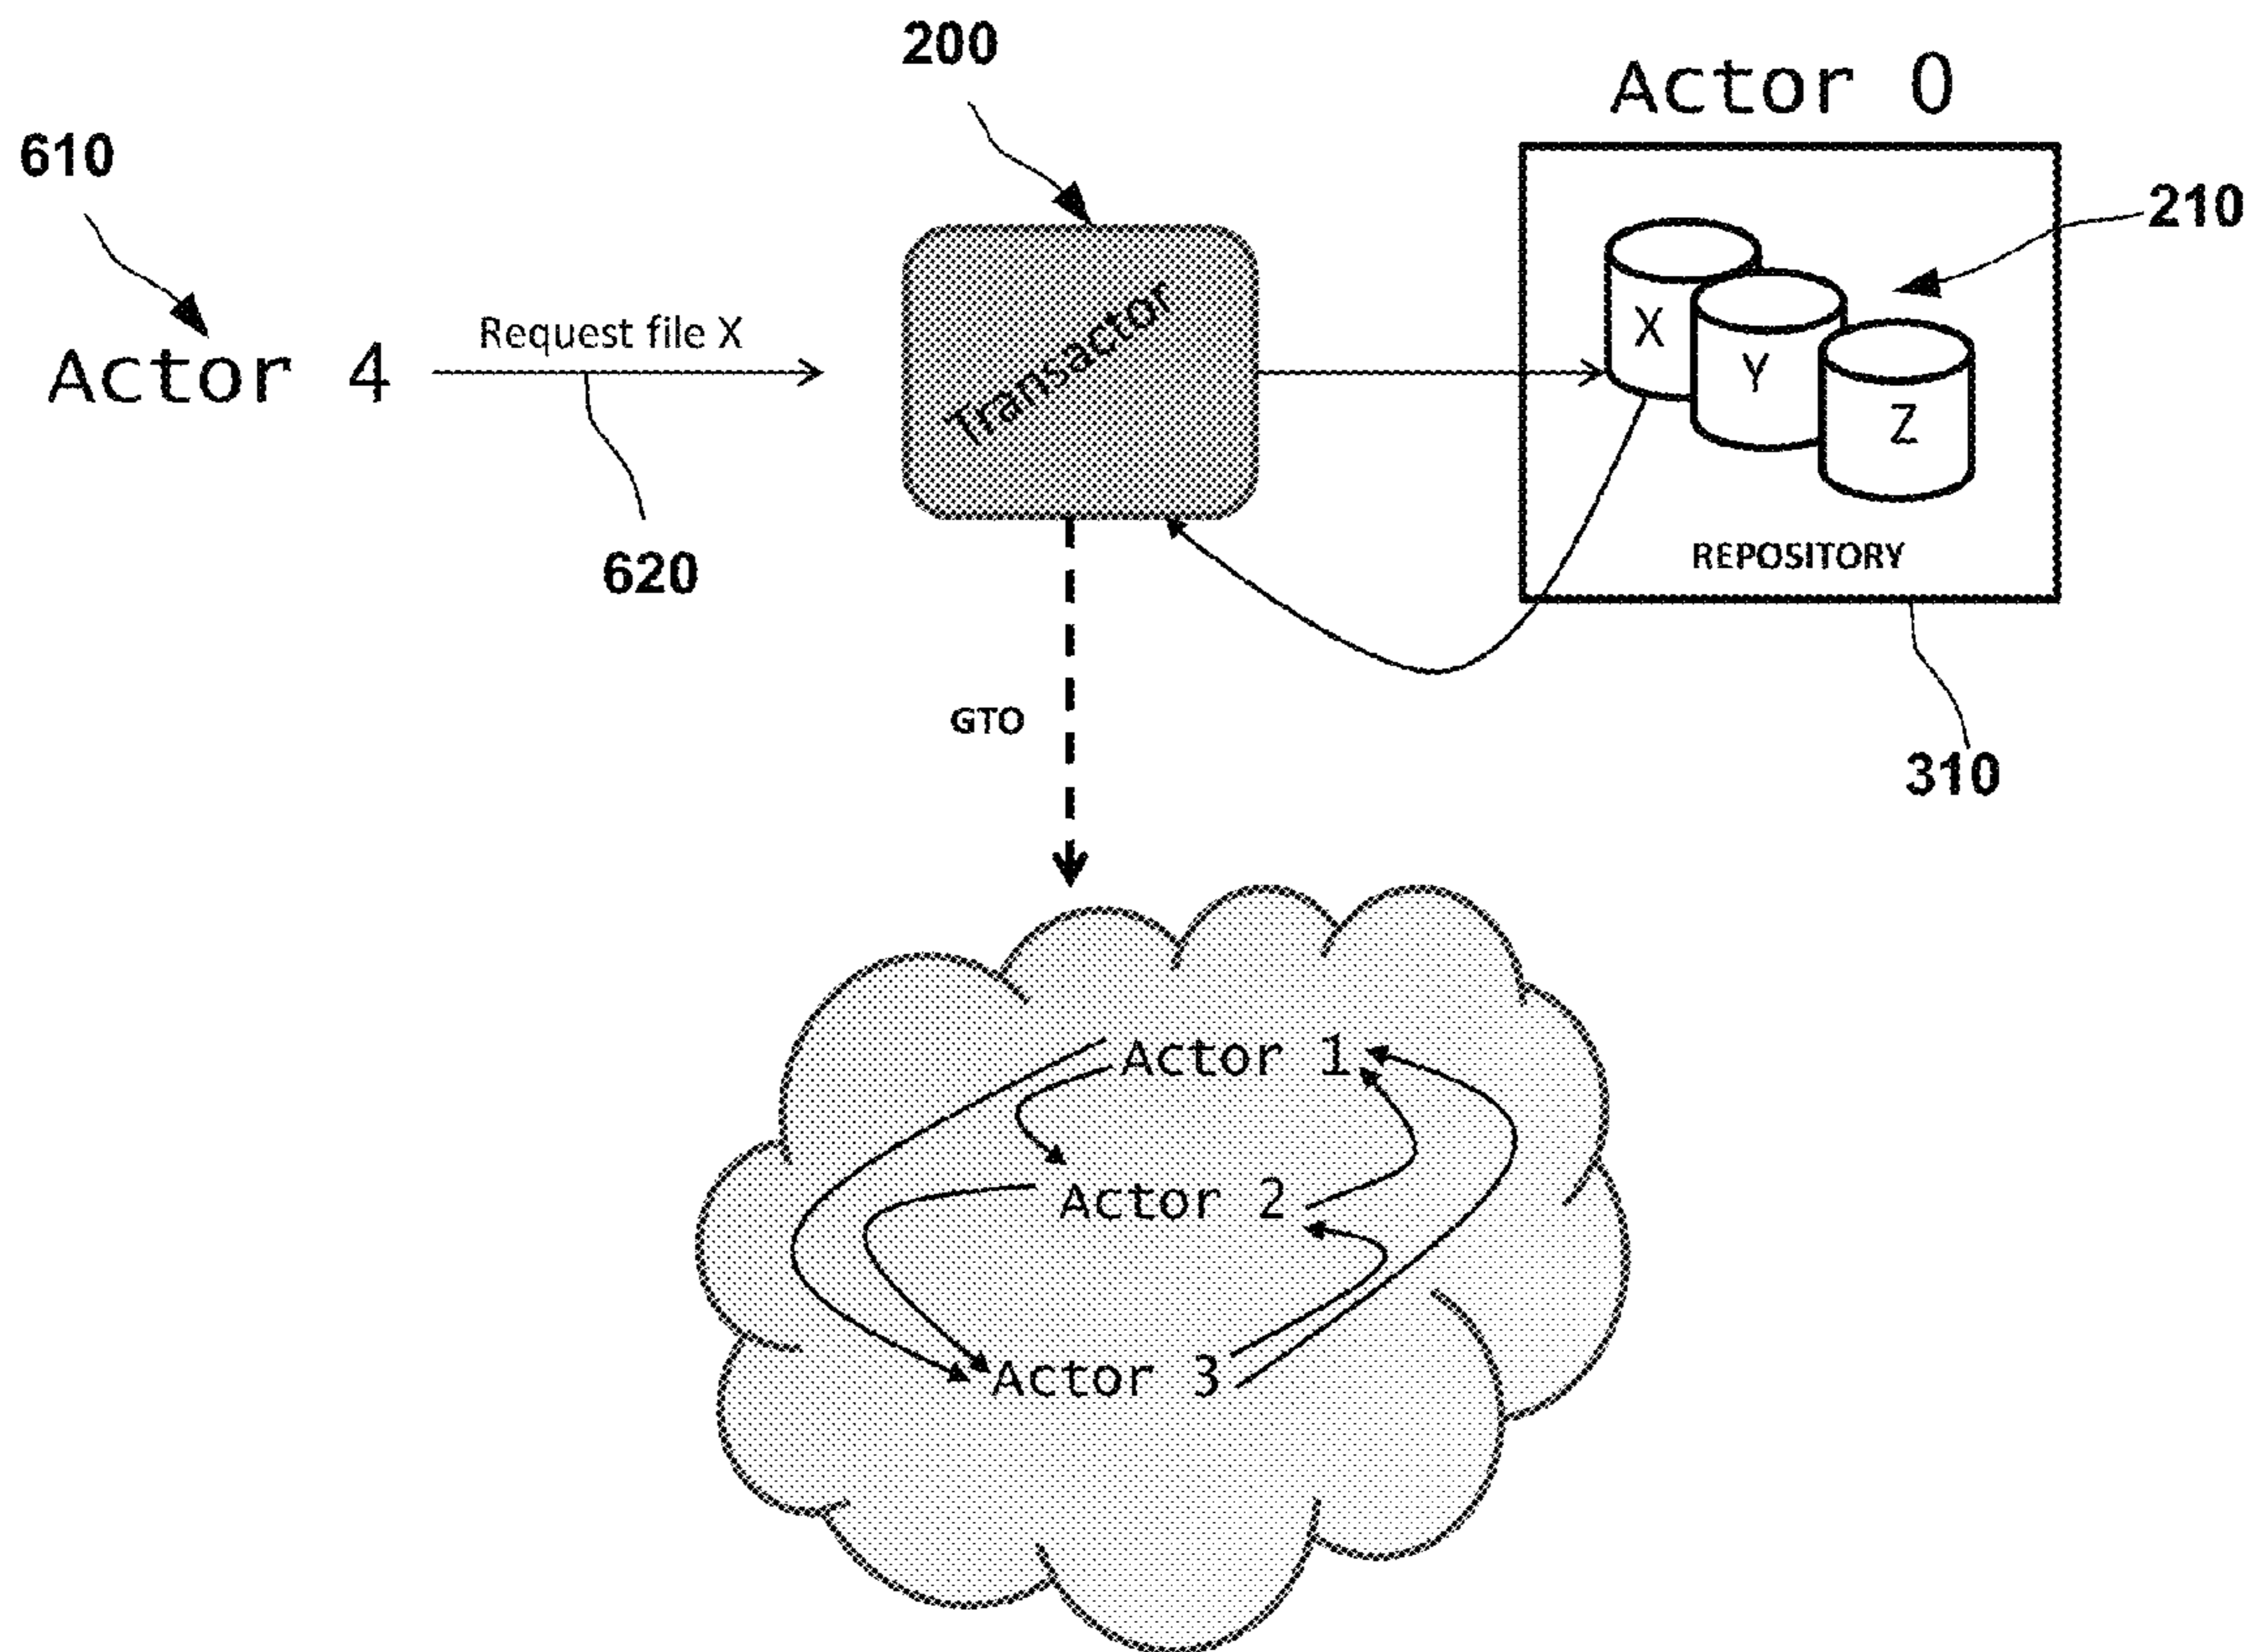 200
Actor 0
610
210
Request file X
Actor 4
Transactor
X
Y
Z
REPOSITORY
620
GTO
310
Actor 1
Actor 2
Actor 3